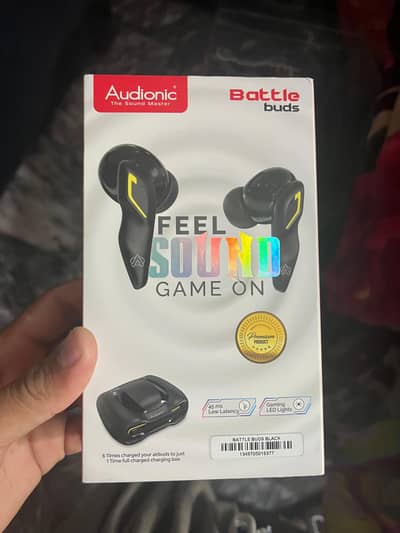 Audionic
The Sound Master
Battle
buds
FEEL
SOUND
GAME ON
Premium
PRODUCT
45 ms
Low Latency
Gaming
LED Lights
6 Times charged your airbuds to just
1 Time full charged charging box
BATTLE BUDS BLACK